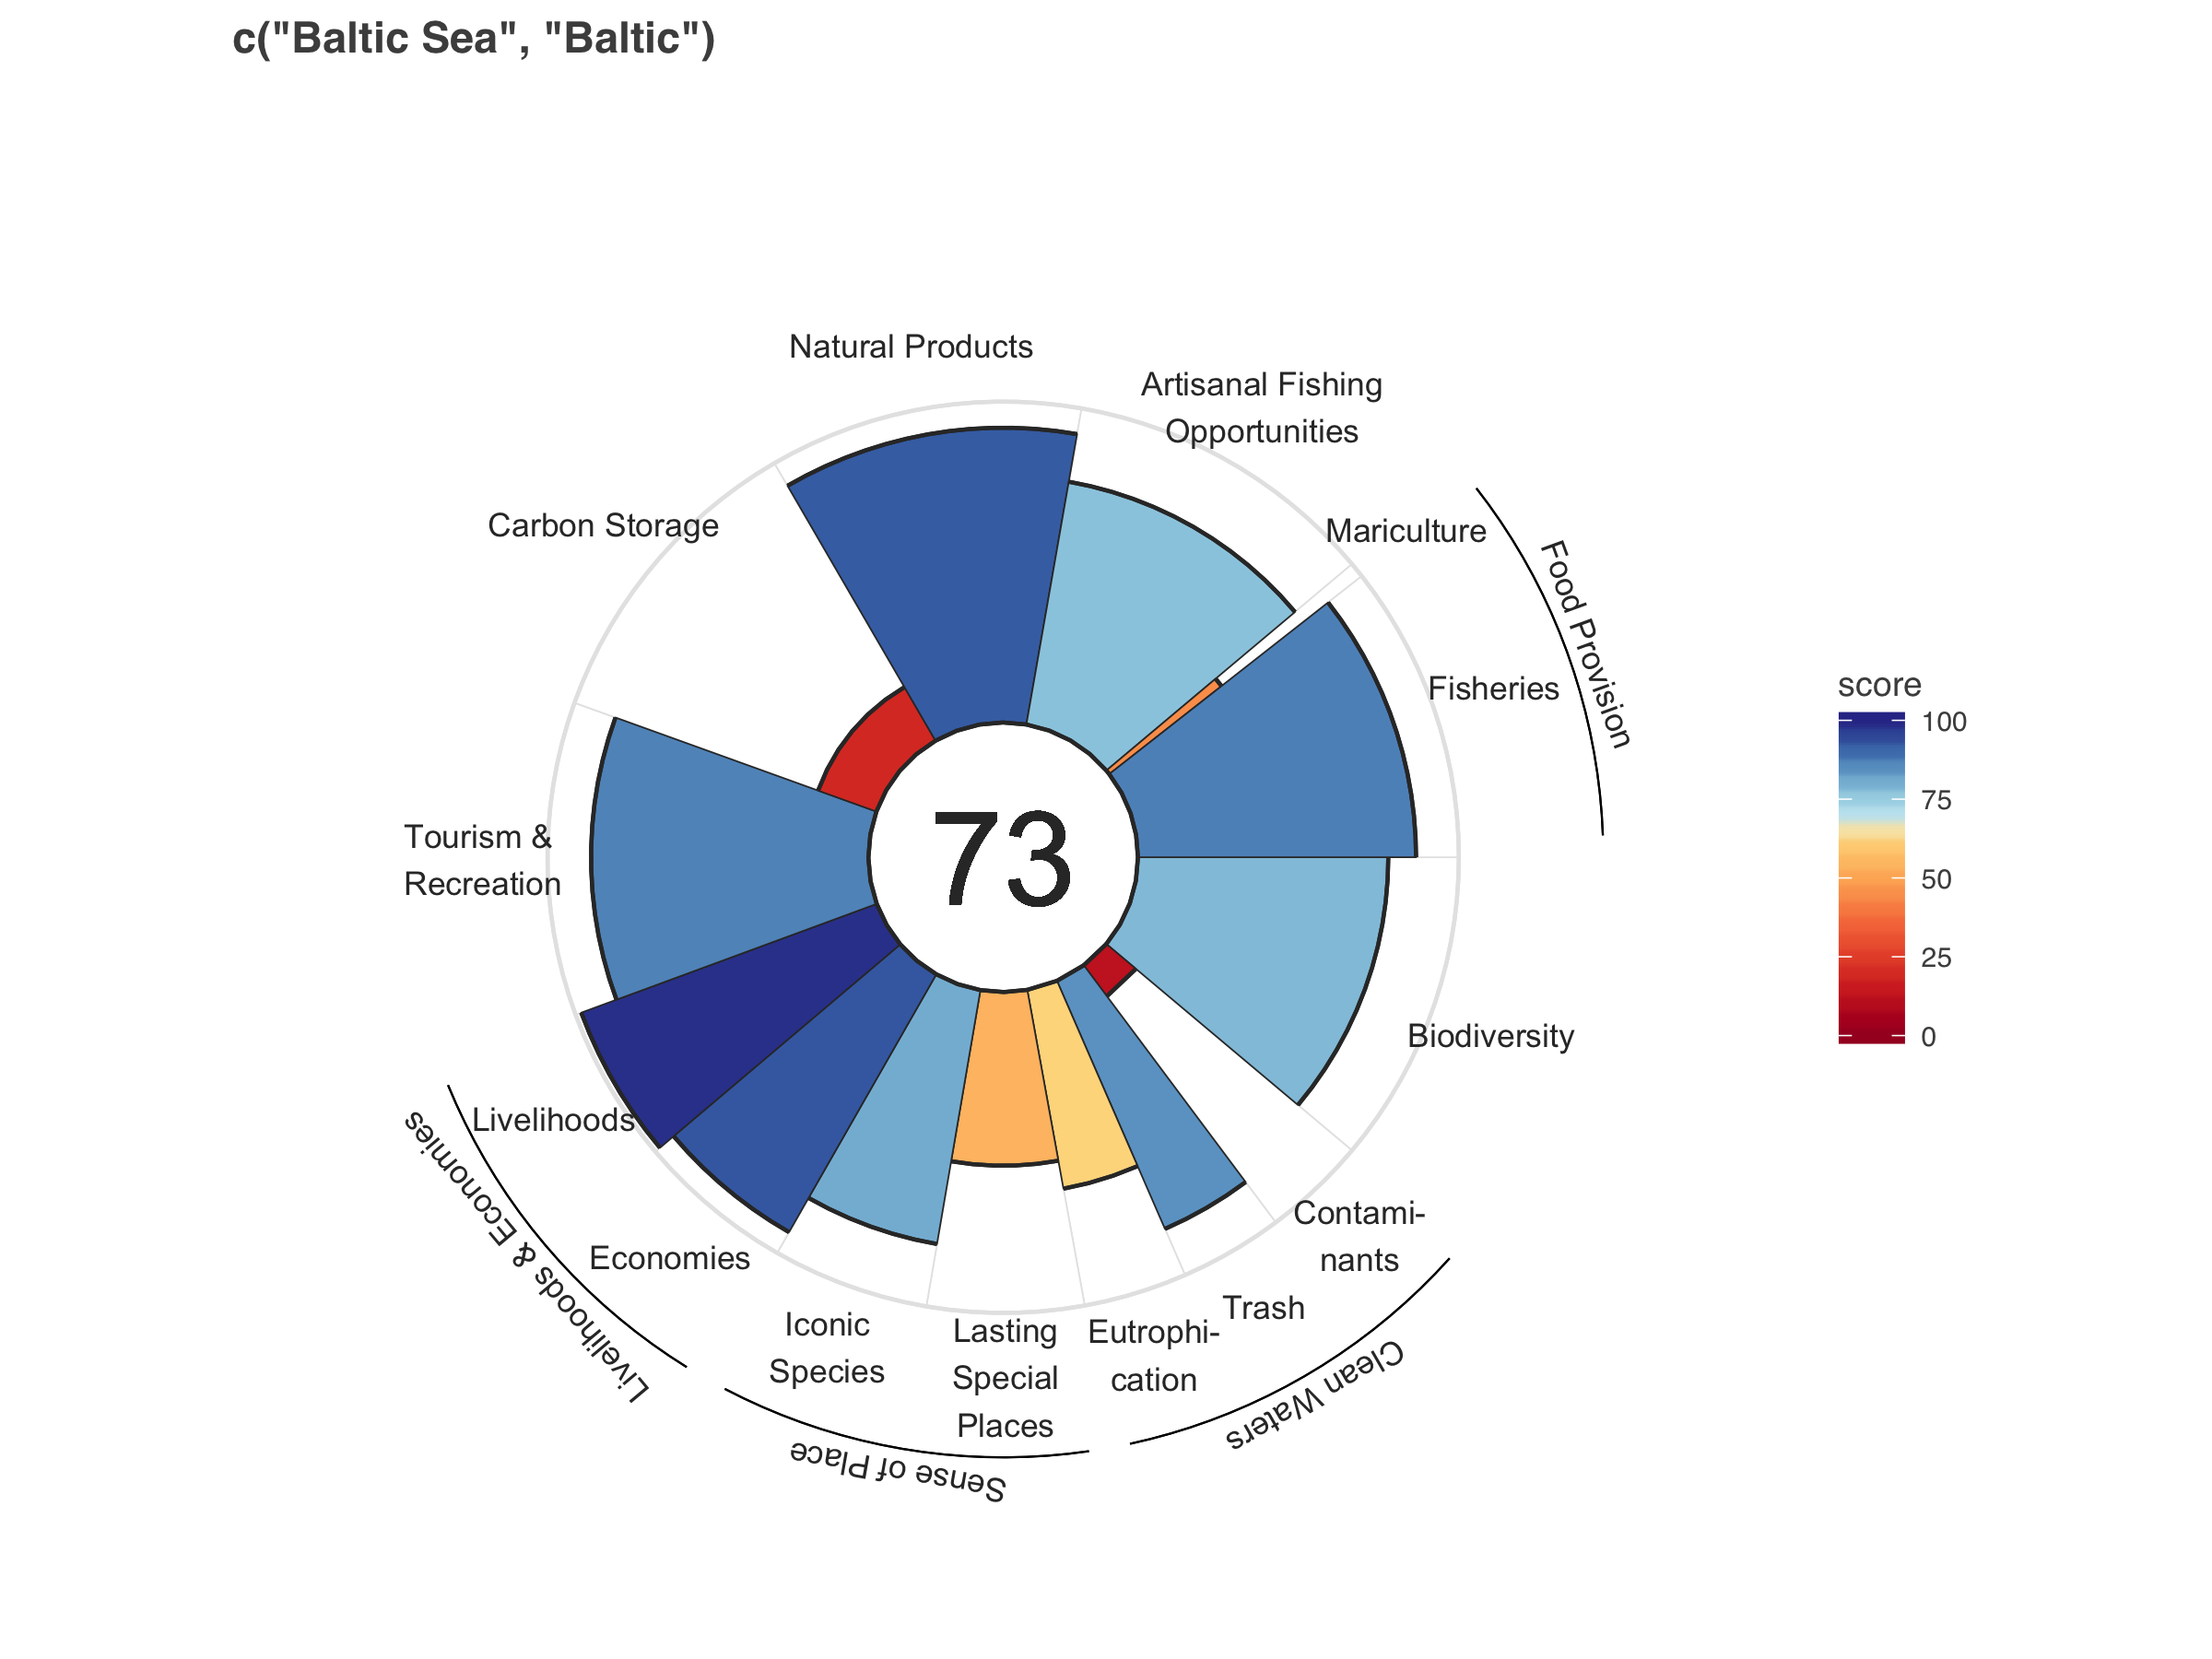 c("Baltic Sea", "Baltic")
Natural Products
Artisanal Fishing
Opportunities
Carbon Storage
Mariculture
Food Provision
Fisheries
score
100
75
50
25
0
73
Tourism &
Recreation
Biodiversity
Livelihoods
Livelihoods & Economies
Economies
Contami-
nants
Trash
Iconic
Species
Lasting
Special
Places
Eutrophi-
cation
Clean Waters
Sense of Place